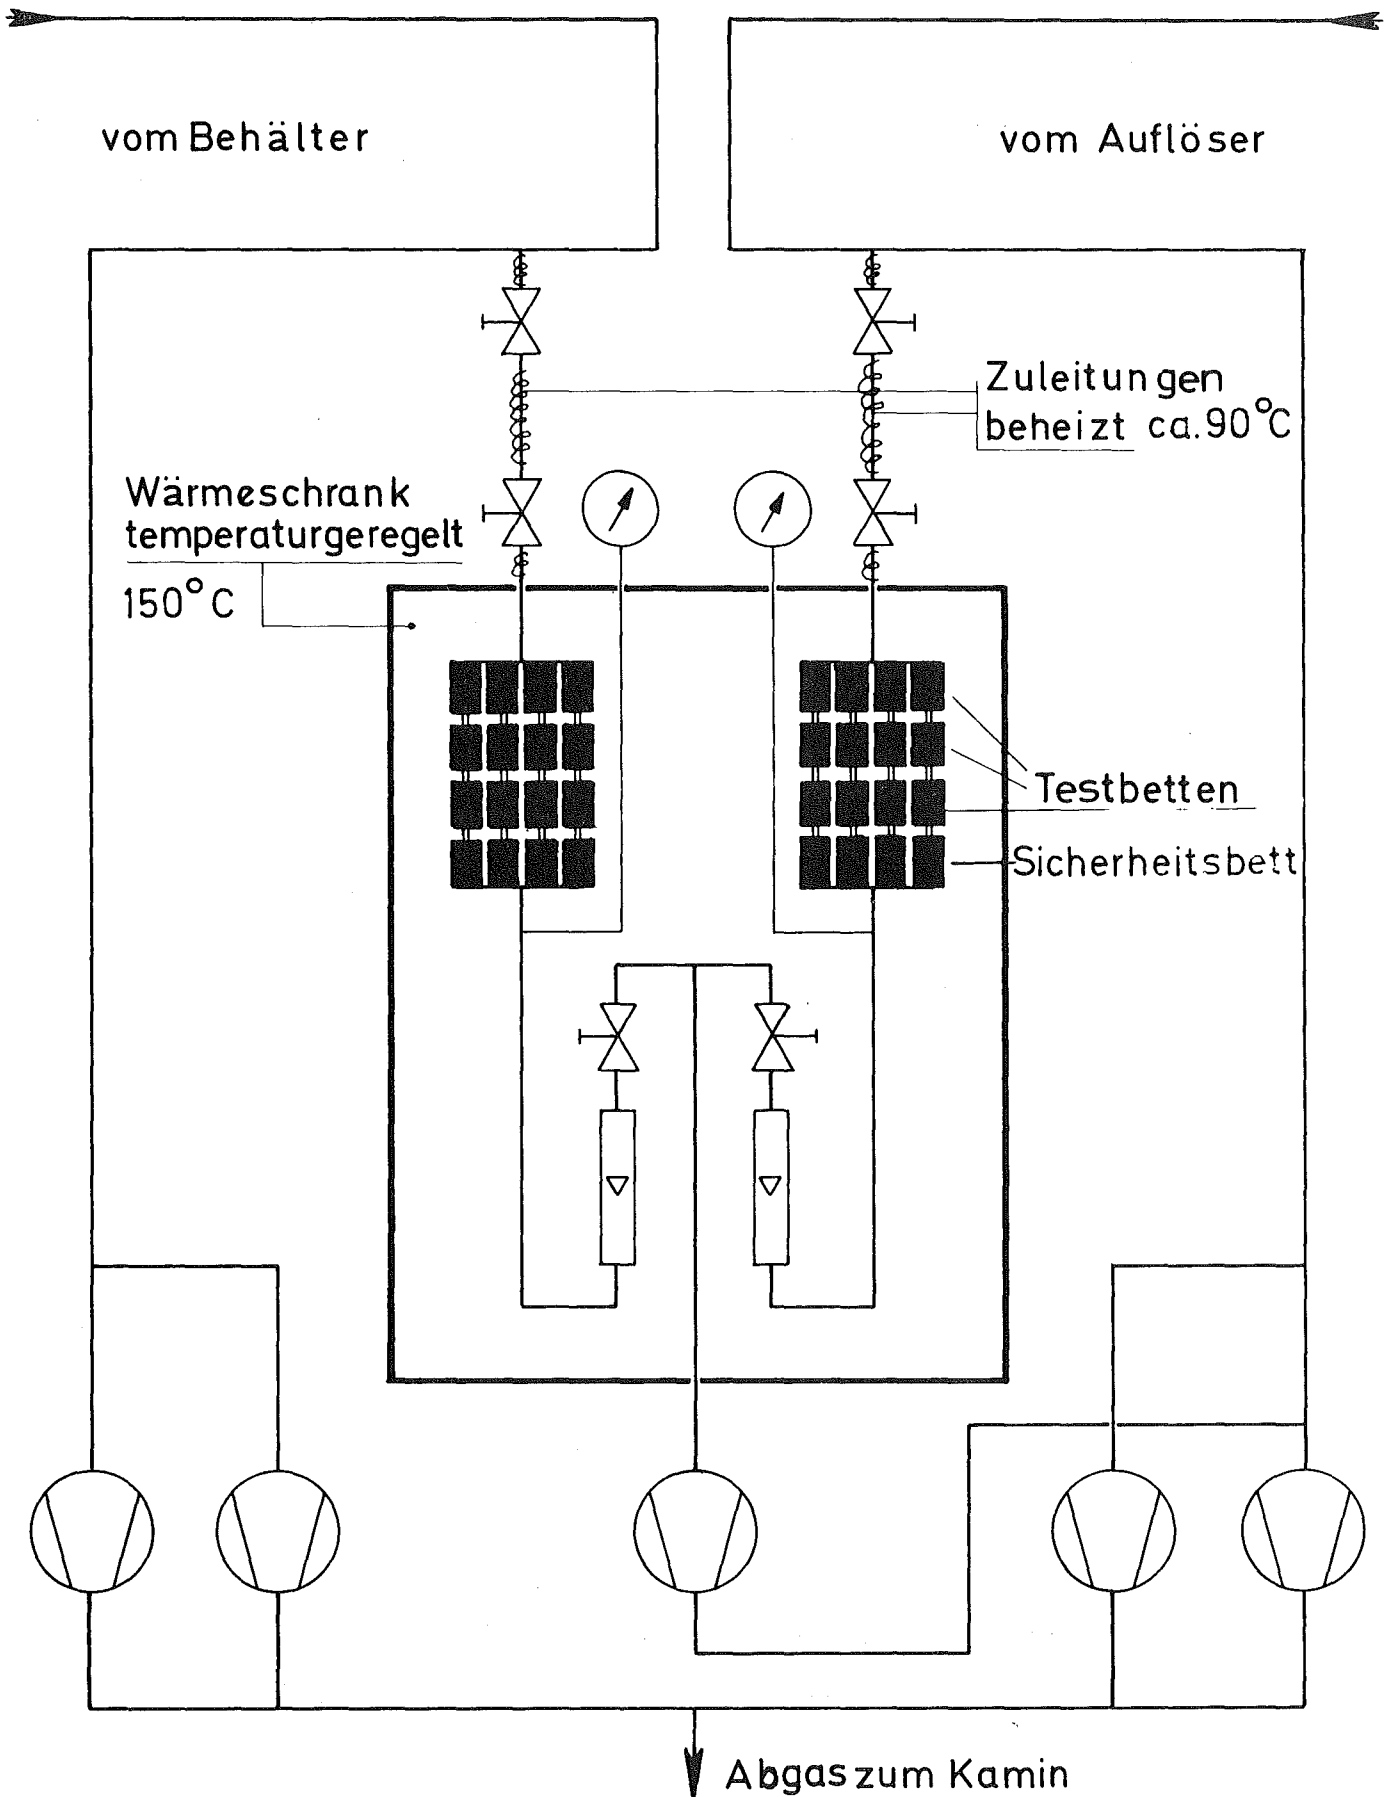 vom Behälter
vom Auflöser
Zuleitungen
beheizt ca. 90°C
Wärmeschrank
temperaturgeregelt
150°C
Testbetten
Sicherheitsbett
Abgas zum Kamin